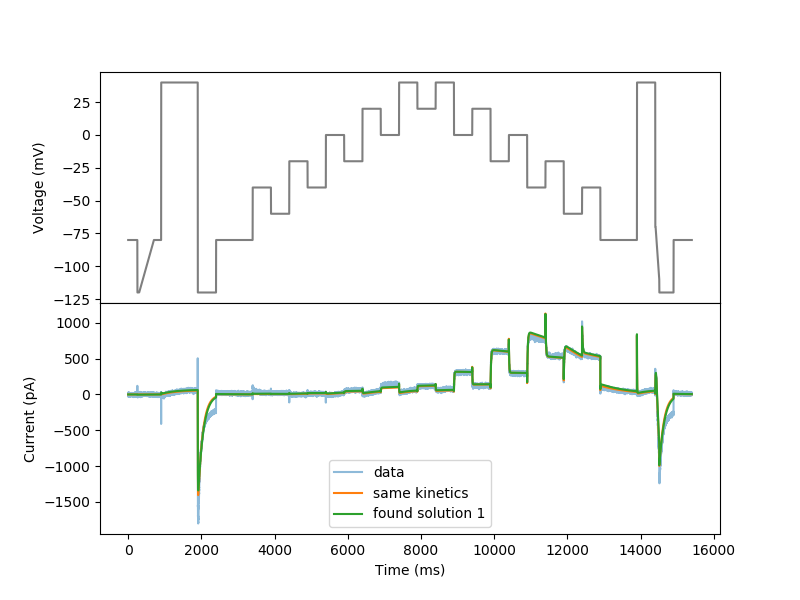 25
0
−25
−50
−75
−100
−125
Voltage (mV)
1000
500
0
−500
−1000
−1500
Current (pA)
data
same kinetics
found solution 1
0 2000 4000 6000 8000 10000 12000 14000 16000
Time (ms)